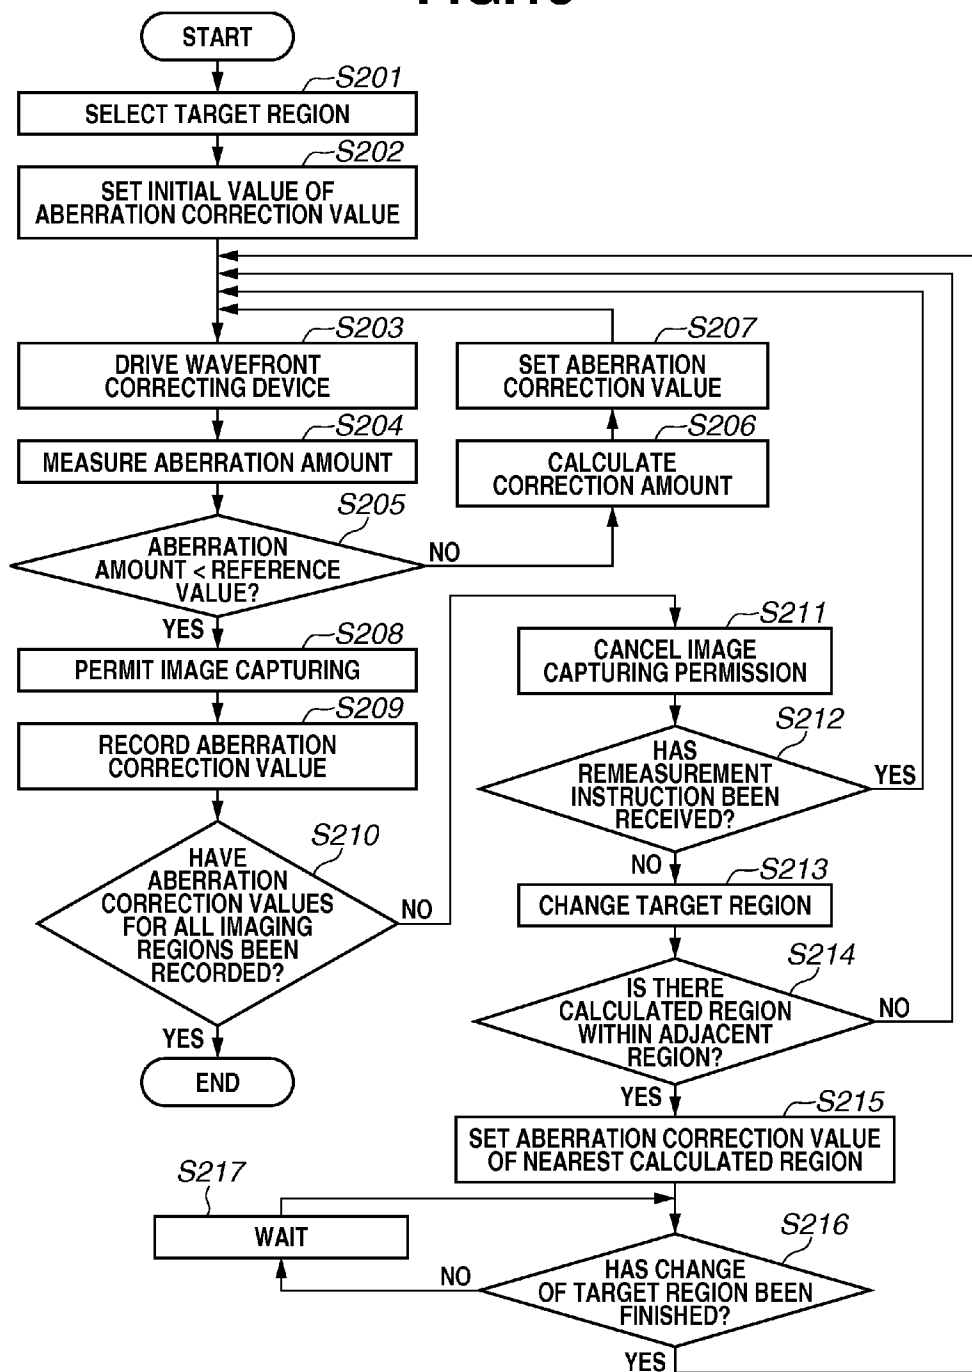 START
S201
SELECT TARGET REGION
S202
SET INITIAL VALUE OF
ABERRATION CORRECTION VALUE
S203
DRIVE WAVEFRONT
CORRECTING DEVICE
S207
SET ABERRATION
CORRECTION VALUE
S204
MEASURE ABERRATION AMOUNT
S206
CALCULATE
CORRECTION AMOUNT
S205
ABERRATION
AMOUNT < REFERENCE
VALUE?
NO
YES
S208
PERMIT IMAGE CAPTURING
S209
RECORD ABERRATION
CORRECTION VALUE
S210
HAVE
ABERRATION
CORRECTION VALUES
FOR ALL IMAGING
REGIONS BEEN
RECORDED?
NO
YES
END
S211
CANCEL IMAGE
CAPTURING PERMISSION
S212
HAS
REMEASUREMENT
INSTRUCTION BEEN
RECEIVED?
YES
NO
S213
CHANGE TARGET REGION
S214
IS THERE
CALCULATED REGION
WITHIN ADJACENT
REGION?
NO
YES
S215
SET ABERRATION CORRECTION VALUE
OF NEAREST CALCULATED REGION
S217
WAIT
S216
HAS CHANGE
OF TARGET REGION BEEN
FINISHED?
NO
YES